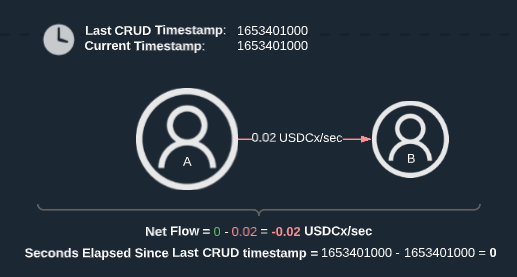 Last CRUD Timestamp: 1653401000
Current Timestamp: 1653401000
0.02 USDCx/sec
A
B
Net Flow = 0 - 0.02 = -0.02 USDCx/sec
Seconds Elapsed Since Last CRUD timestamp = 1653401000 - 1653401000 = 0